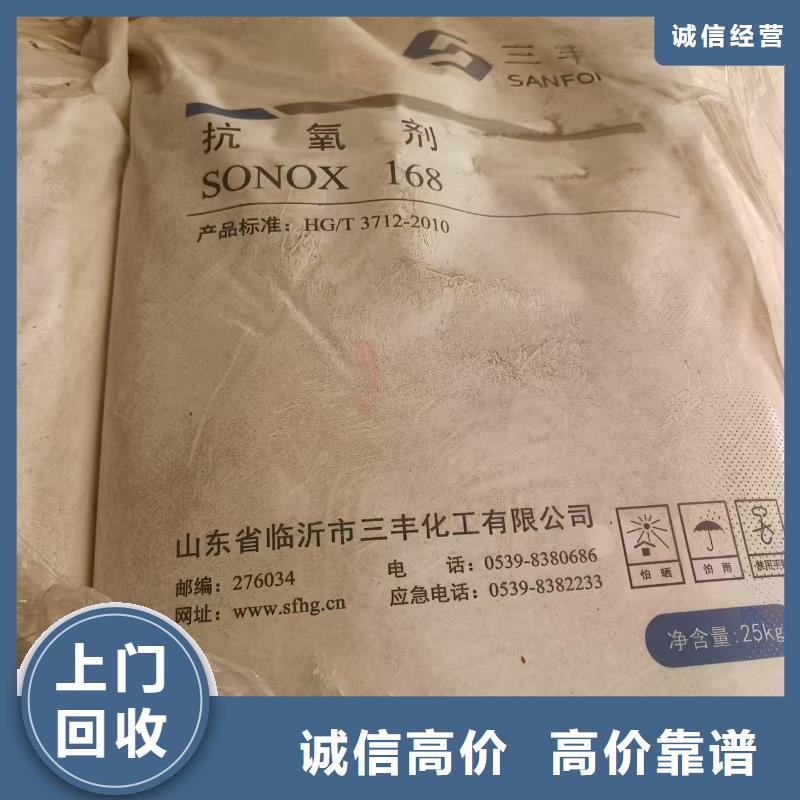 诚信经营
三丰
抗氧剂
SONOX 168
产品标准：HG/T 3712-2010
山东省临沂市三丰化工有限公司
邮编：276034
电 话：0539-8380686
网址：www.sfhg.cn
应急电话：0539-8382233
怕晒
怕雨
净含量:25kg
上门
回收
诚信高价 高价靠谱